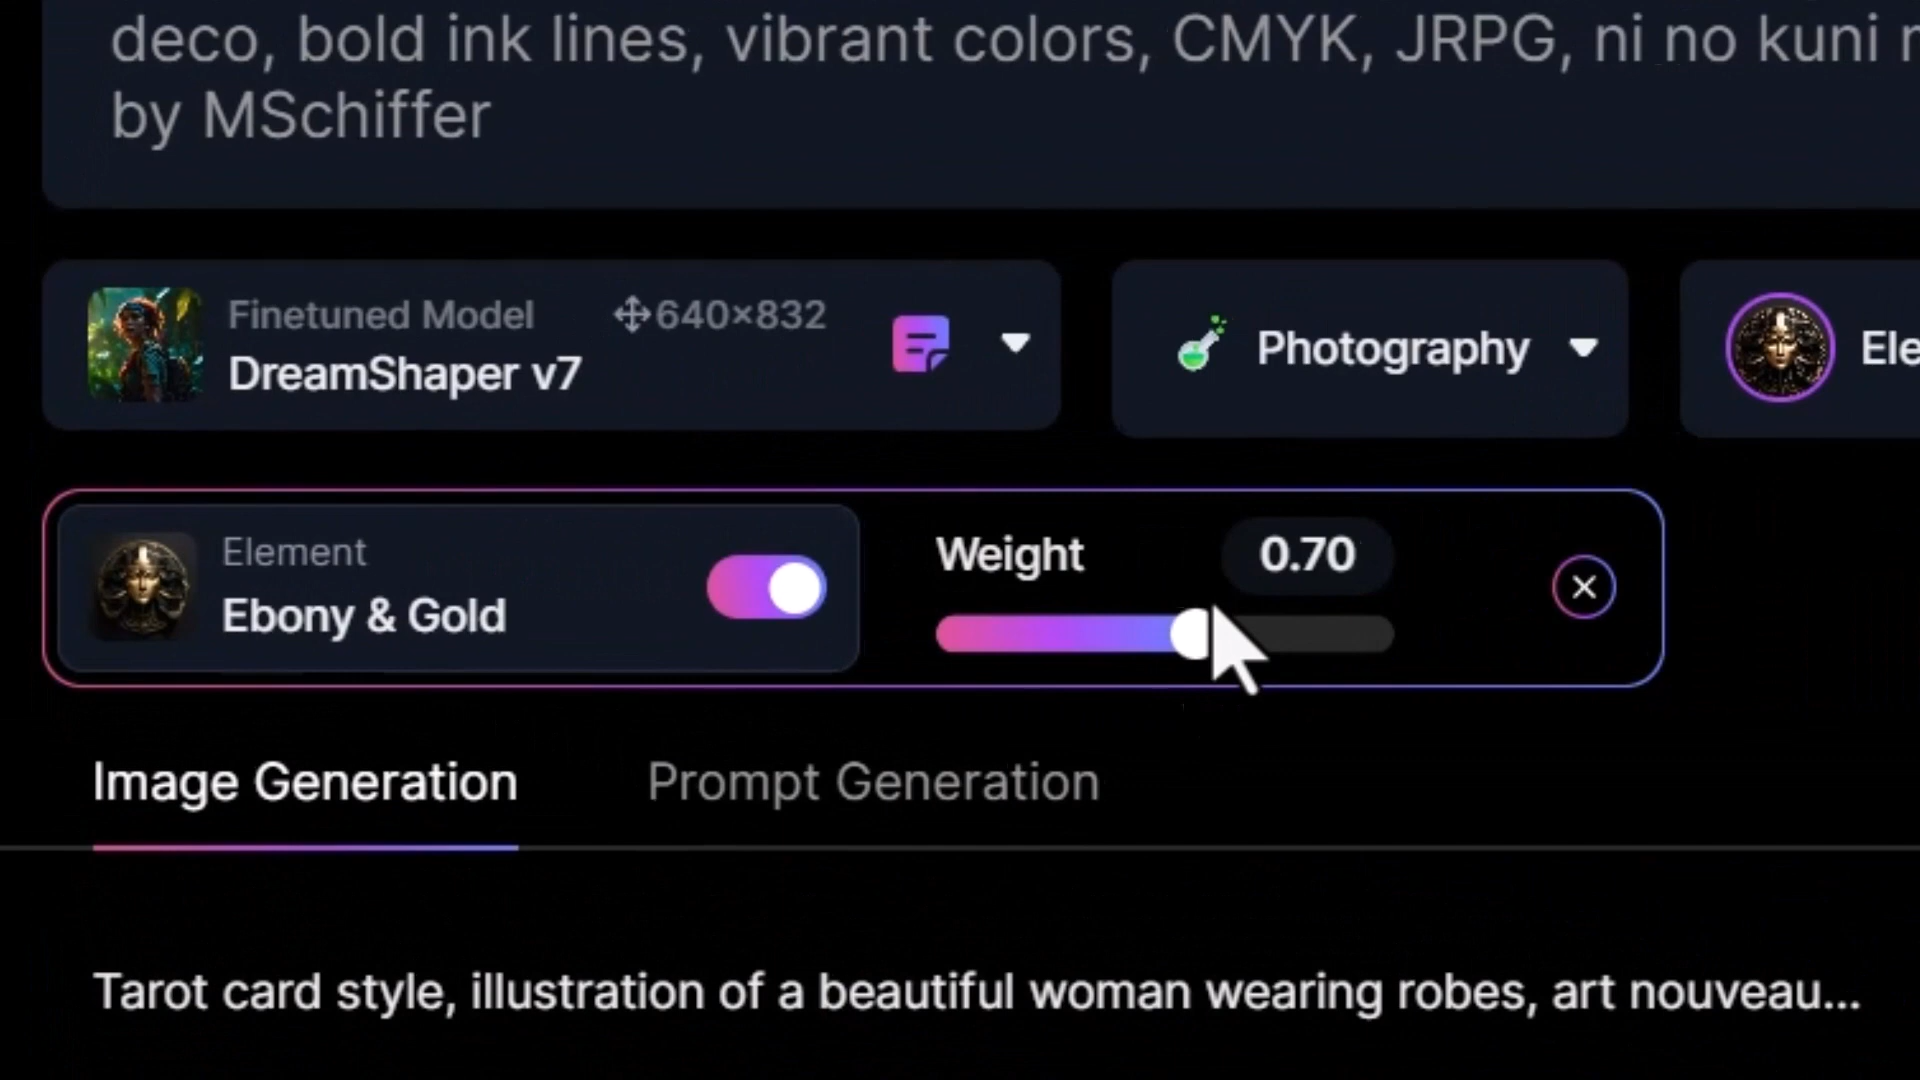 deco, bold ink lines, vibrant colors, CMYK, JRPG, ni no kuni
by MSchiffer
Finetuned Model 640×832
DreamShaper v7
Photography
Ele
Element
Ebony & Gold
Weight 0.70
Image Generation Prompt Generation
Tarot card style, illustration of a beautiful woman wearing robes, art nouveau...